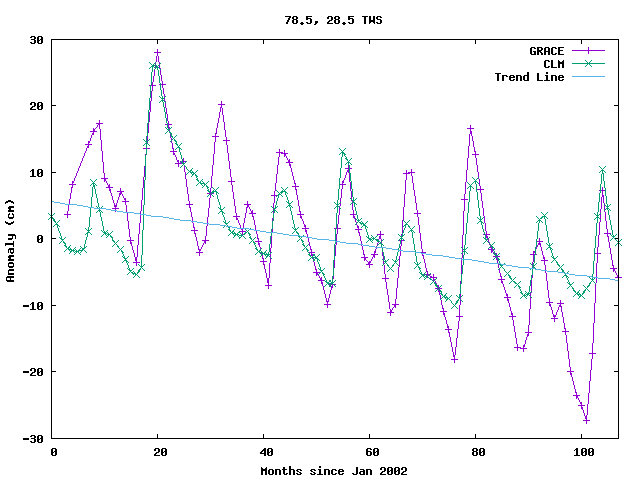 78.5, 28.5 TWS
GRACE
CLM
Trend Line
30
20
10
0
-10
-20
-30
Anomaly (cm)
0 20 40 60 80 100
Months since Jan 2002